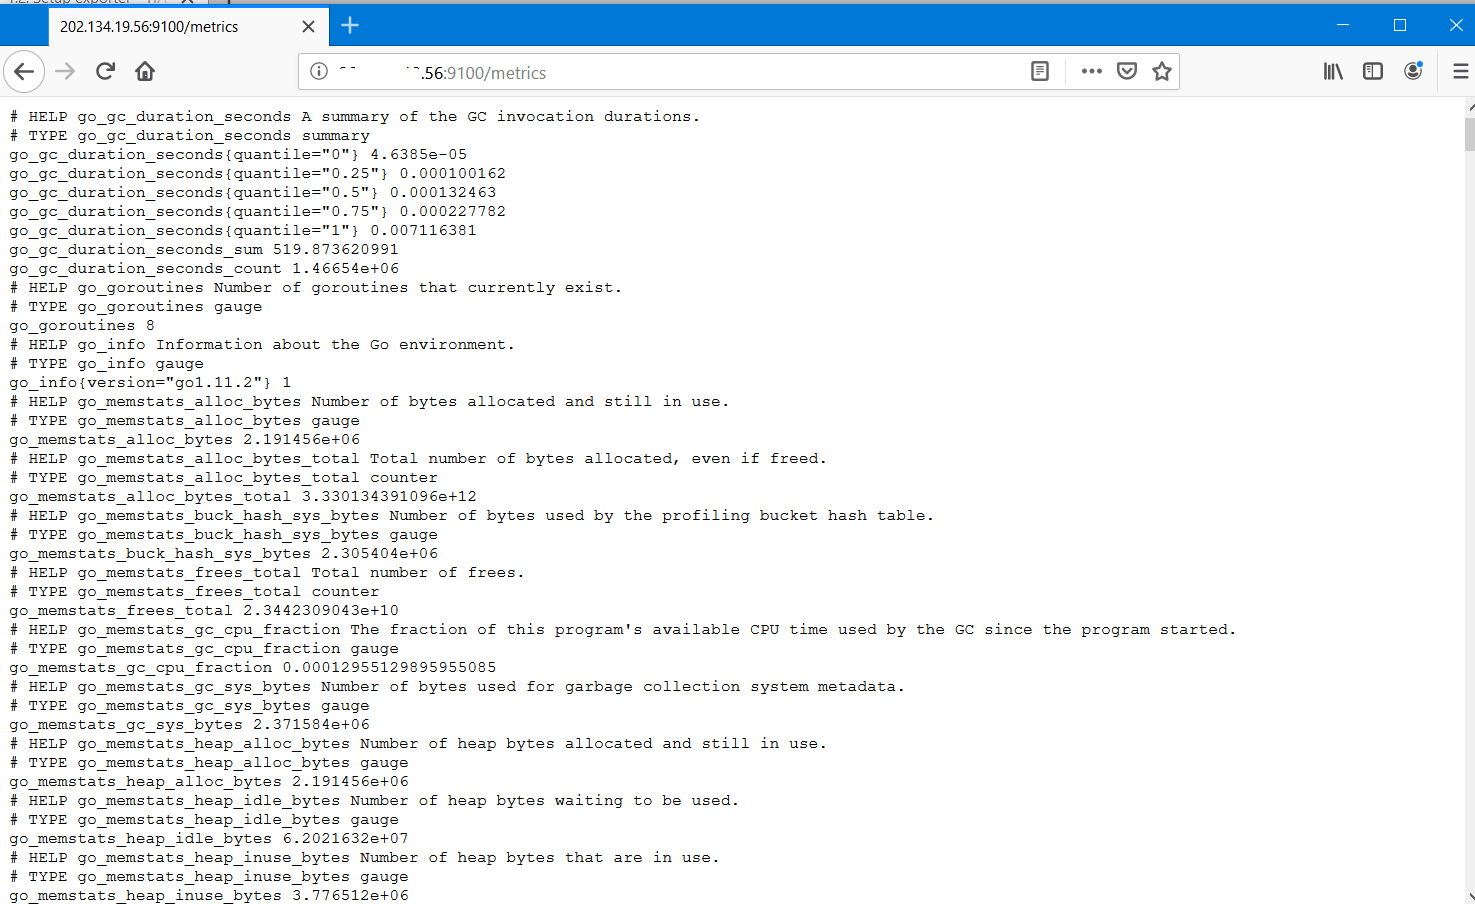 202.134.19.56:9100/metrics
.56:9100/metrics
# HELP go_gc_duration_seconds A summary of the GC invocation durations.
# TYPE go_gc_duration_seconds summary
go_gc_duration_seconds{quantile="0"} 4.6385e-05
go_gc_duration_seconds{quantile="0.25"} 0.000100162
go_gc_duration_seconds{quantile="0.5"} 0.000132463
go_gc_duration_seconds{quantile="0.75"} 0.000227782
go_gc_duration_seconds{quantile="1"} 0.007116381
go_gc_duration_seconds_sum 519.873620991
go_gc_duration_seconds_count 1.46654e+06
# HELP go_goroutines Number of goroutines that currently exist.
# TYPE go_goroutines gauge
go_goroutines 8
# HELP go_info Information about the Go environment.
# TYPE go_info gauge
go_info{version="go1.11.2"} 1
# HELP go_memstats_alloc_bytes Number of bytes allocated and still in use.
# TYPE go_memstats_alloc_bytes gauge
go_memstats_alloc_bytes 2.191456e+06
# HELP go_memstats_alloc_bytes_total Total number of bytes allocated, even if freed.
# TYPE go_memstats_alloc_bytes_total counter
go_memstats_alloc_bytes_total 3.330134391096e+12
# HELP go_memstats_buck_hash_sys_bytes Number of bytes used by the profiling bucket hash table.
# TYPE go_memstats_buck_hash_sys_bytes gauge
go_memstats_buck_hash_sys_bytes 2.305404e+06
# HELP go_memstats_frees_total Total number of frees.
# TYPE go_memstats_frees_total counter
go_memstats_frees_total 2.3442309043e+10
# HELP go_memstats_gc_cpu_fraction The fraction of this program's available CPU time used by the GC since the program started.
# TYPE go_memstats_gc_cpu_fraction gauge
go_memstats_gc_cpu_fraction 0.00012955129895955085
# HELP go_memstats_gc_sys_bytes Number of bytes used for garbage collection system metadata.
# TYPE go_memstats_gc_sys_bytes gauge
go_memstats_gc_sys_bytes 2.371584e+06
# HELP go_memstats_heap_alloc_bytes Number of heap bytes allocated and still in use.
# TYPE go_memstats_heap_alloc_bytes gauge
go_memstats_heap_alloc_bytes 2.191456e+06
# HELP go_memstats_heap_idle_bytes Number of heap bytes waiting to be used.
# TYPE go_memstats_heap_idle_bytes gauge
go_memstats_heap_idle_bytes 6.2021632e+07
# HELP go_memstats_heap_inuse_bytes Number of heap bytes that are in use.
# TYPE go_memstats_heap_inuse_bytes gauge
go_memstats_heap_inuse_bytes 3.776512e+06